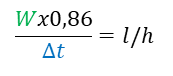 Wx0,86
Δt
= l/h